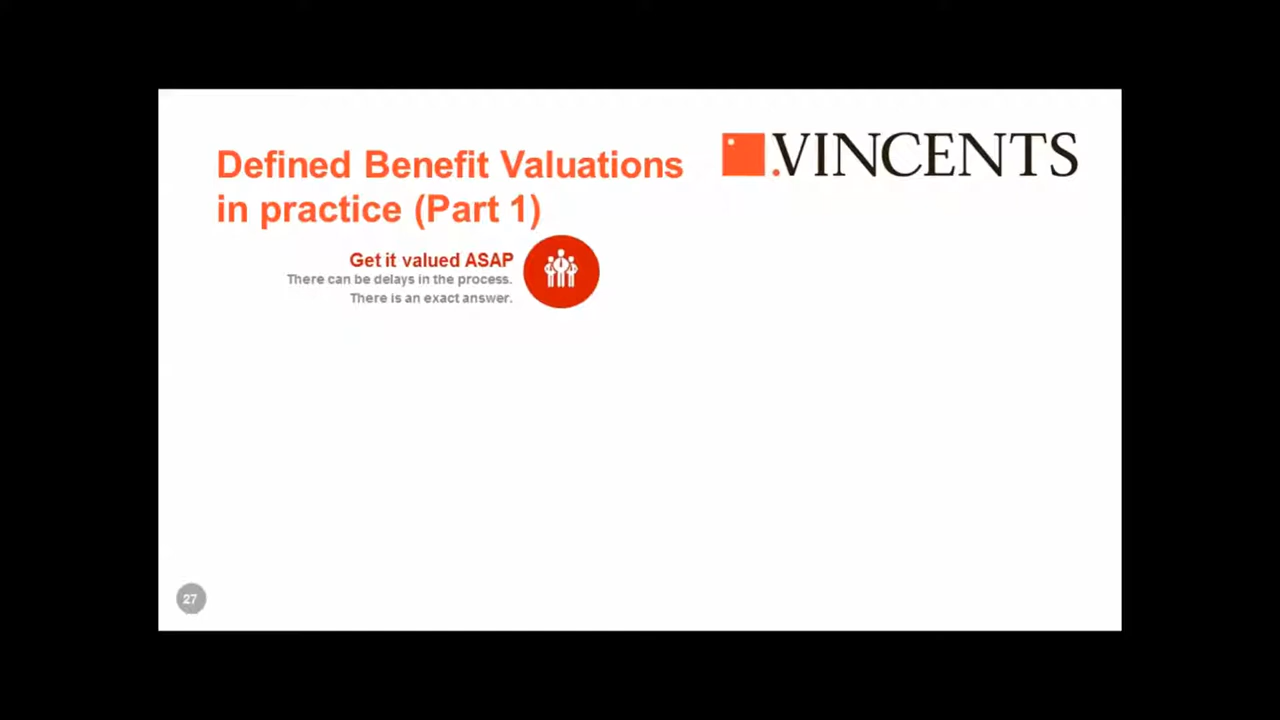 Defined Benefit Valuations
in practice (Part 1)
.VINCENTS
Get it valued ASAP
There can be delays in the process.
There is an exact answer.
27